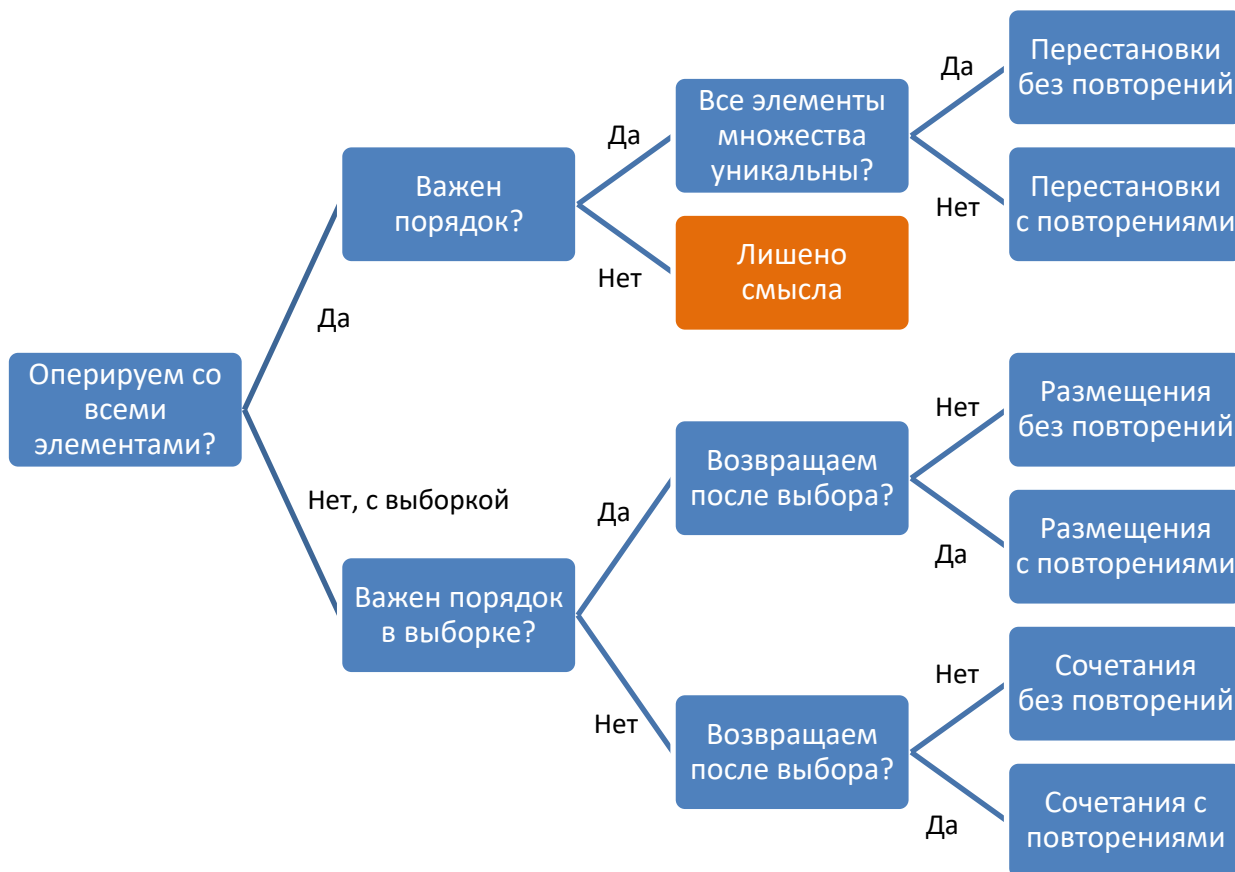 Оперируем со
всеми
элементами?
Да
Нет, с выборкой
Важен
порядок?
Да
Нет
Все элементы
множества
уникальны?
Да
Нет
Перестановки
без повторений
Перестановки
с повторениями
Лишено
смысла
Важен порядок
в выборке?
Да
Нет
Возвращаем
после выбора?
Нет
Да
Размещения
без повторений
Размещения
с повторениями
Возвращаем
после выбора?
Нет
Да
Сочетания
без повторений
Сочетания с
повторениями